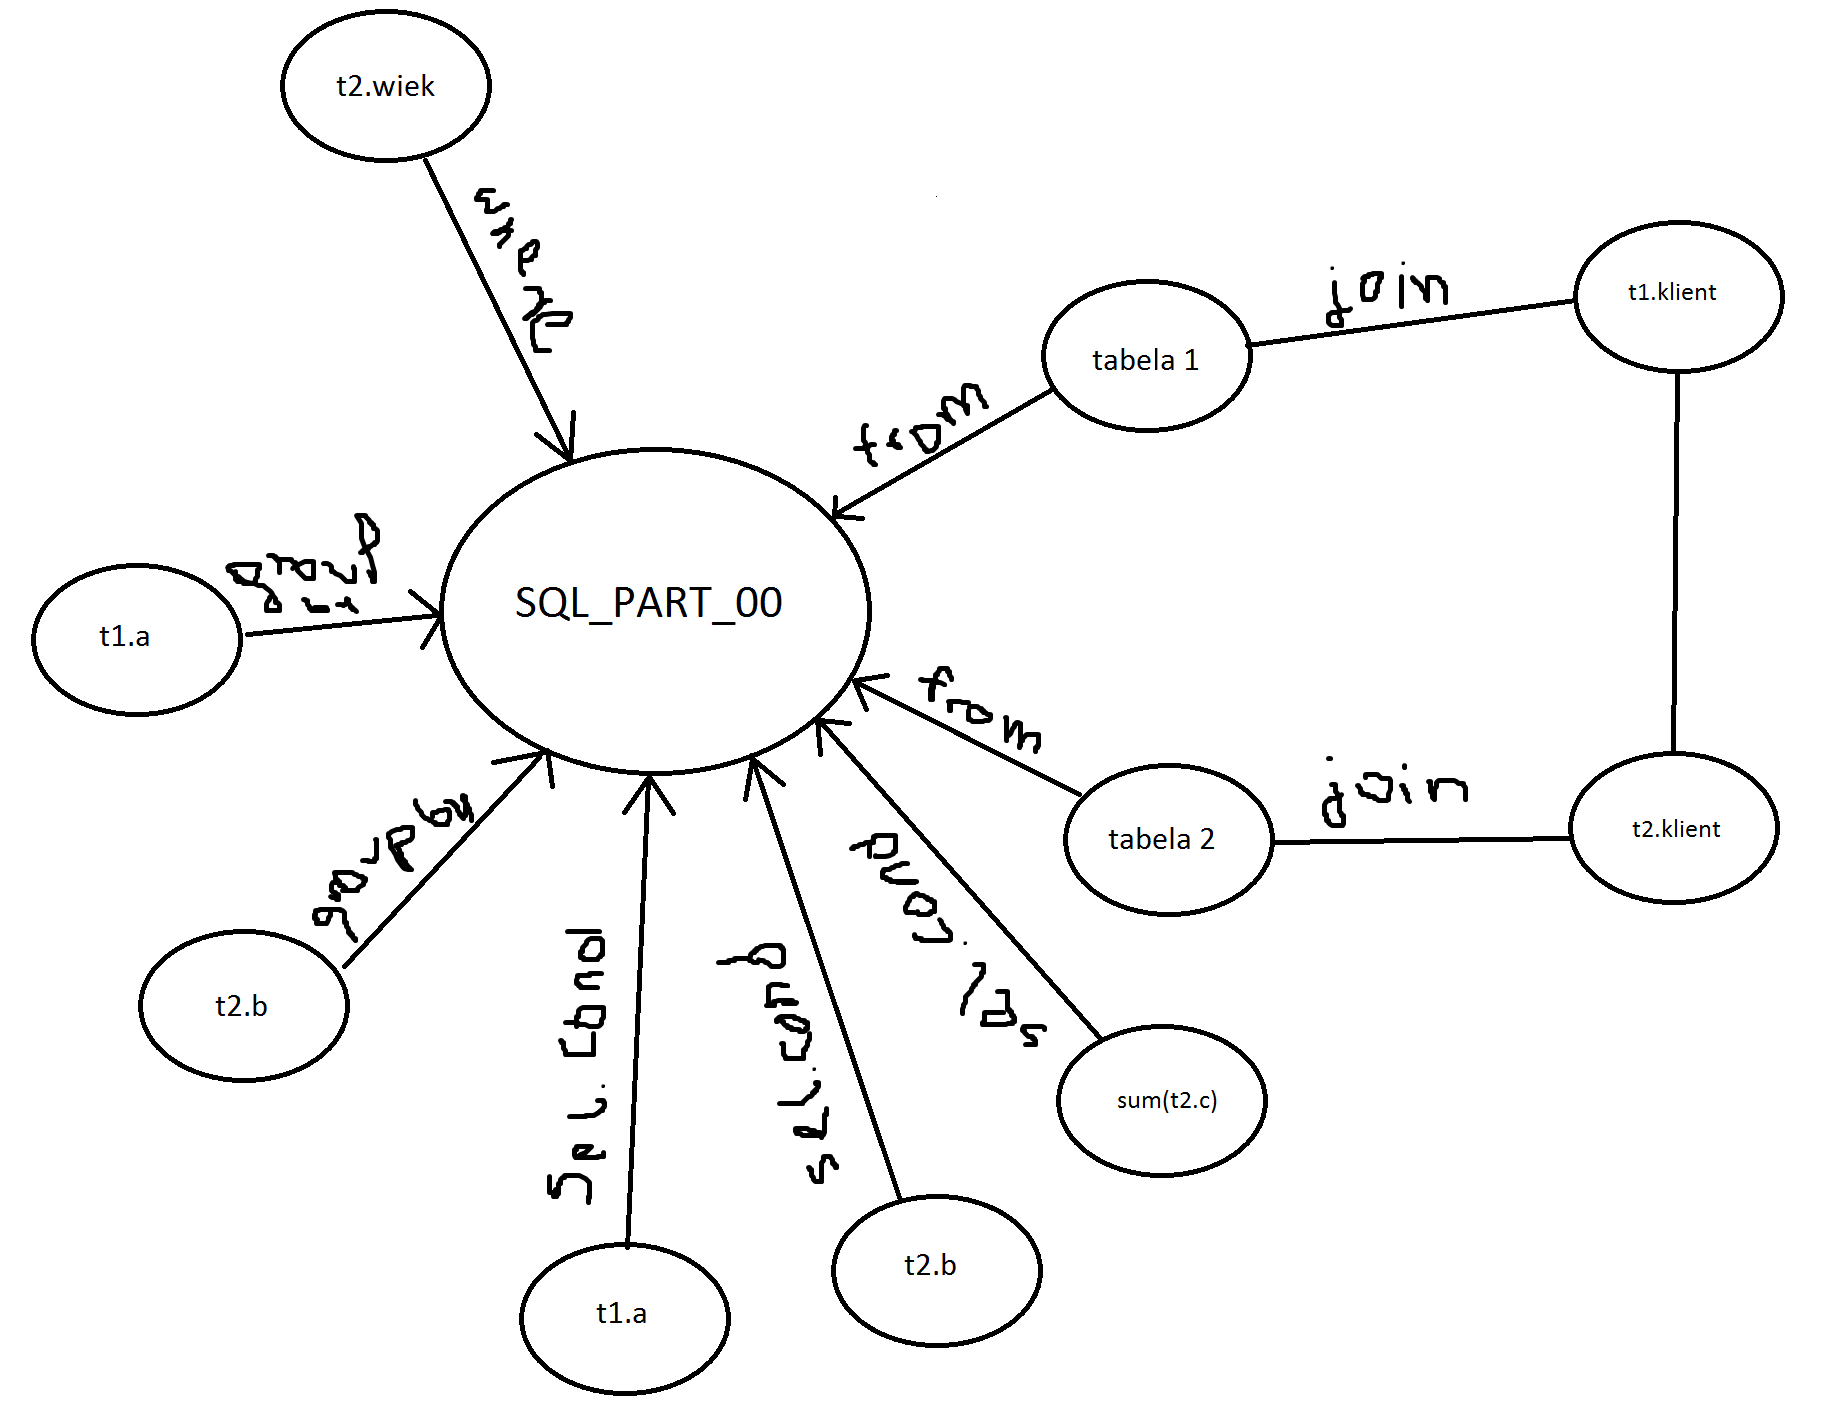 t2.wiek
where
t1.klient
join
tabela 1
from
group
SQL_PART_00
t1.a
from
join
t2.klient
tabela 2
group by
sel. cond
sel. cond
sel. cond
t2.b
sum(t2.c)
t2.b
t1.a